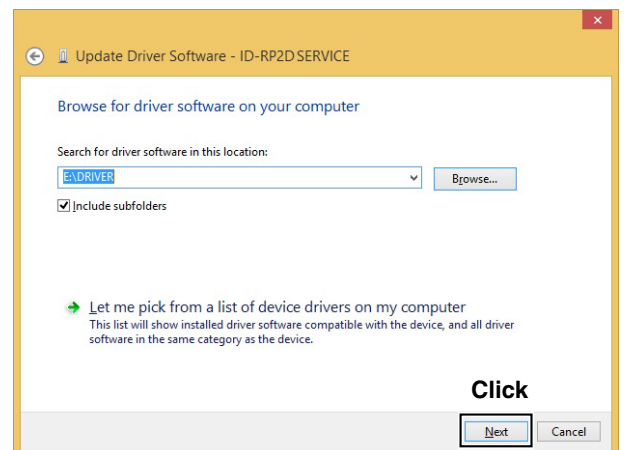 Update Driver Software - ID-RP2D SERVICE
Browse for driver software on your computer
Search for driver software in this location:
E:\DRIVER
Browse...
Include subfolders
Let me pick from a list of device drivers on my computer
This list will show installed driver software compatible with the device, and all driver
software in the same category as the device.
Click
Next
Cancel